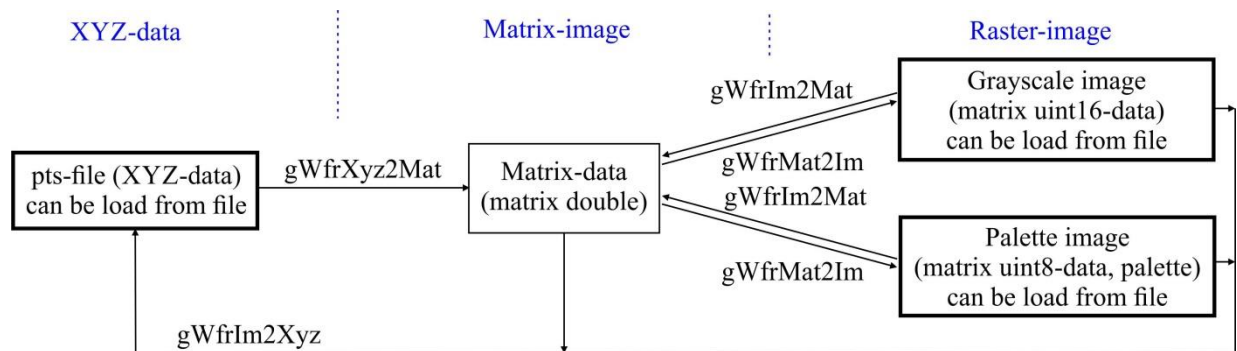 XYZ-data
Matrix-image
Raster-image
gWfrIm2Mat
Grayscale image
(matrix uint16-data)
can be load from file
pts-file (XYZ-data)
can be load from file
gWfrXyz2Mat
Matrix-data
(matrix double)
gWfrMat2Im
gWfrIm2Mat
Palette image
(matrix uint8-data, palette)
can be load from file
gWfrMat2Im
gWfrIm2Xyz